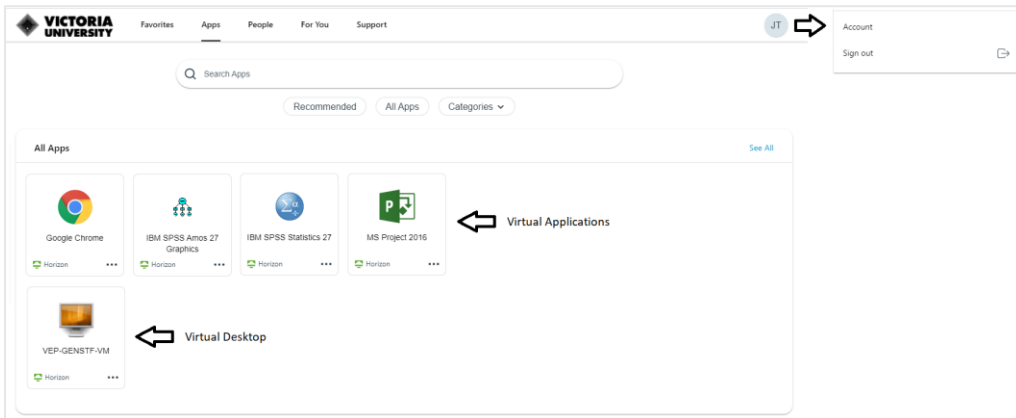 VICTORIA
UNIVERSITY
Favorites Apps People For You Support
JT
Account
Sign out
Search Apps
Recommended All Apps Categories
All Apps See All
Google Chrome
Horizon
IBM SPSS Amos 27
Graphics
Horizon
IBM SPSS Statistics 27
Horizon
MS Project 2016
Horizon
Virtual Applications
VEP-GENSTF-VM
Horizon
Virtual Desktop